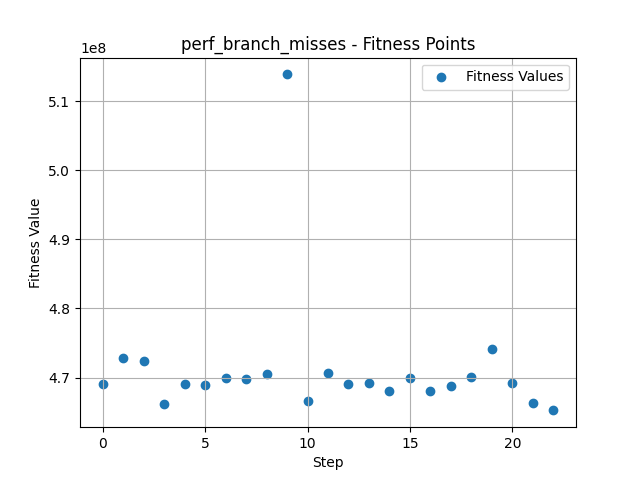 perf_branch_misses - Fitness Points
1e8
Fitness Values
5.1
5.0
4.9
4.8
4.7
Fitness Value
0 5 10 15 20
Step